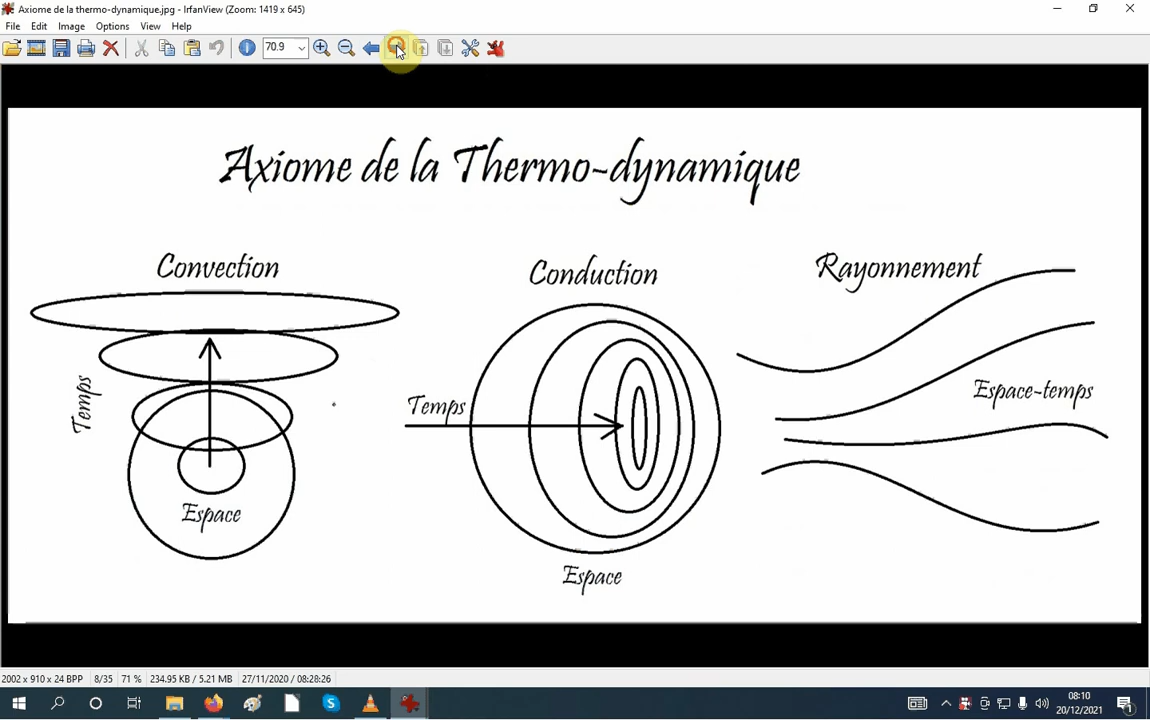 Axiome de la thermo-dynamique.jpg - IrfanView (Zoom: 1419 x 645)
File Edit Image Options View Help
70.9
Axiome de la Thermo-dynamique
Convection
Conduction
Rayonnement
Temps
Temps
Espace-temps
Espace
Espace
2002 x 910 x 24 BPP 8/35 71 % 234.95 KB / 5.21 MB 27/11/2020 / 08:28:26
08:10
20/12/2021
1